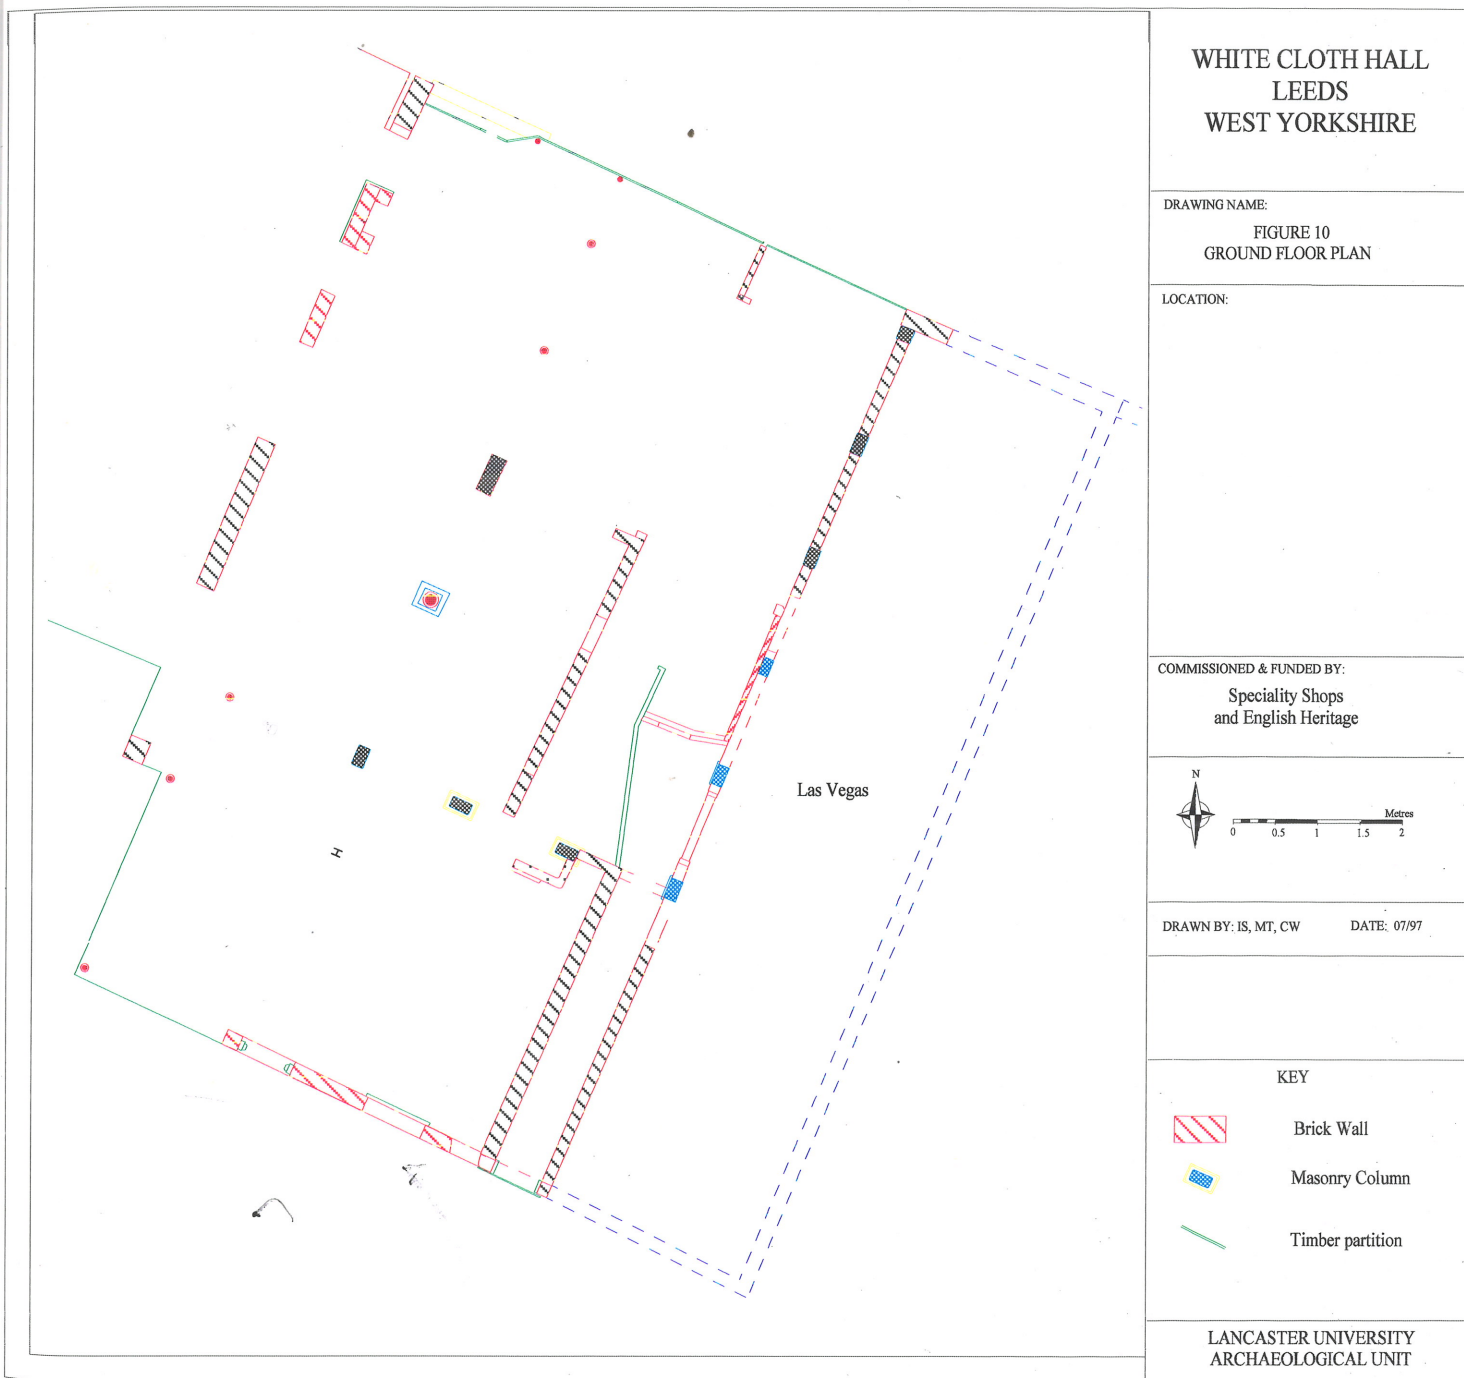 WHITE CLOTH HALL
LEEDS
WEST YORKSHIRE
DRAWING NAME:
FIGURE 10
GROUND FLOOR PLAN
LOCATION:
COMMISSIONED & FUNDED BY:
Speciality Shops
and English Heritage
N
Metres
0 0.5 1 1.5 2
DRAWN BY: IS, MT, CW DATE: 07/97
KEY
Brick Wall
Masonry Column
Timber partition
LANCASTER UNIVERSITY
ARCHAEOLOGICAL UNIT
Las Vegas